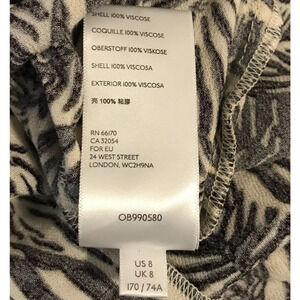 SHELL 100% VISCOSE
COQUILLE 100% VISCOSE
OBERSTOFF 100% VISKOSE
SHELL 100% VISCOSA
EXTERIOR 100% VISCOSA
売 100% 粘膠
RN 66170
CA 32054
FOR EU
24 WEST STREET
LONDON, WC2H9NA
OB990580
US 8
UK 8
170 / 74A